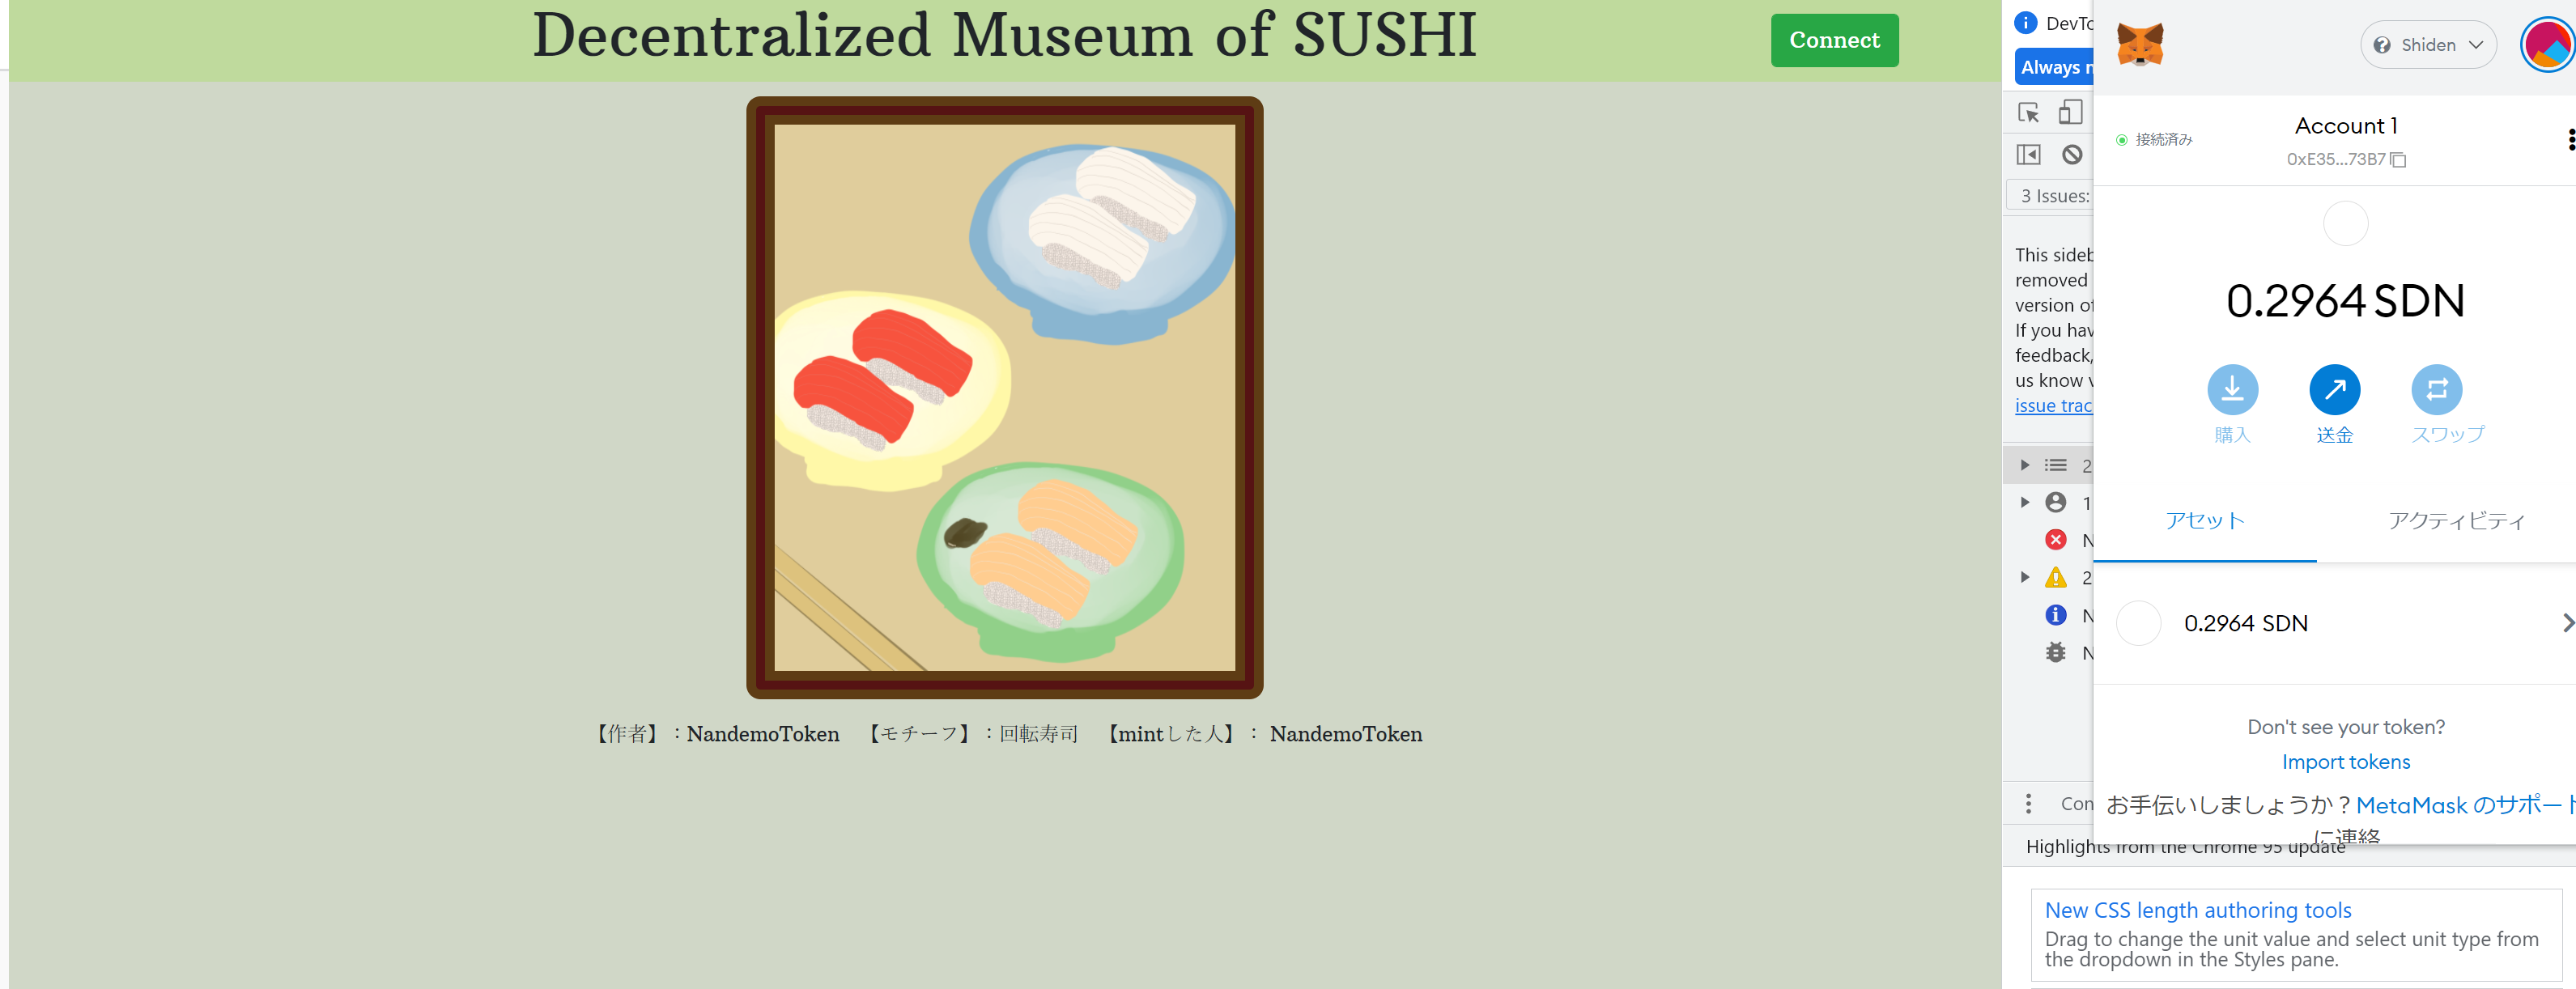 Decentralized Museum of SUSHI
Connect
【作者】：NandemoToken 【モチーフ】：回転寿司 【mintした人】： NandemoToken
Always
3 Issues:
This
removed
version
If you
feedback,
us know
issue
2
1
2
Highlights from the Chrome 95 update
New CSS length authoring tools
Drag to change the unit value and select unit type from
the dropdown in the Styles pane.
Shiden
Account 1
接続済み
0xE35...73B7
0.2964 SDN
購入 送金 スワップ
アセット アクティビティ
0.2964 SDN
Don't see your token?
Import tokens
お手伝いしましょうか？MetaMask のサポート
に連絡